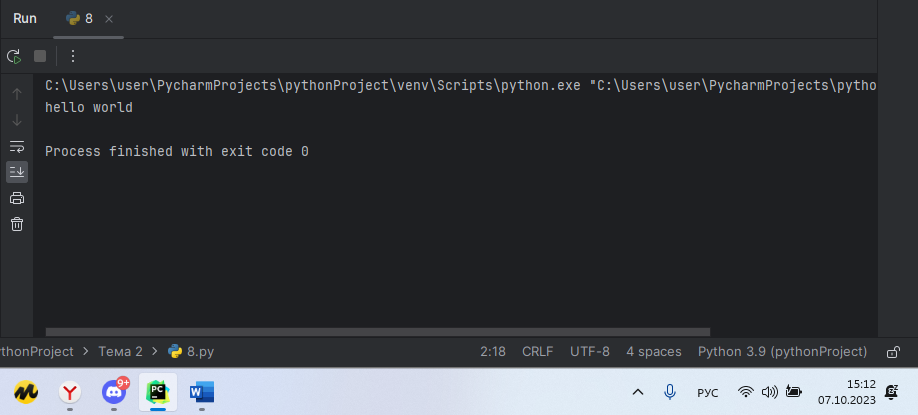 Run 8
C:\Users\user\PycharmProjects\pythonProject\venv\Scripts\python.exe "C:\Users\user\PycharmProjects\pytho
hello world
Process finished with exit code 0
ythonProject > Тема 2 > 8.py 2:18 CRLF UTF-8 4 spaces Python 3.9 (pythonProject)
9+ PC W Y РУС 15:12
07.10.2023